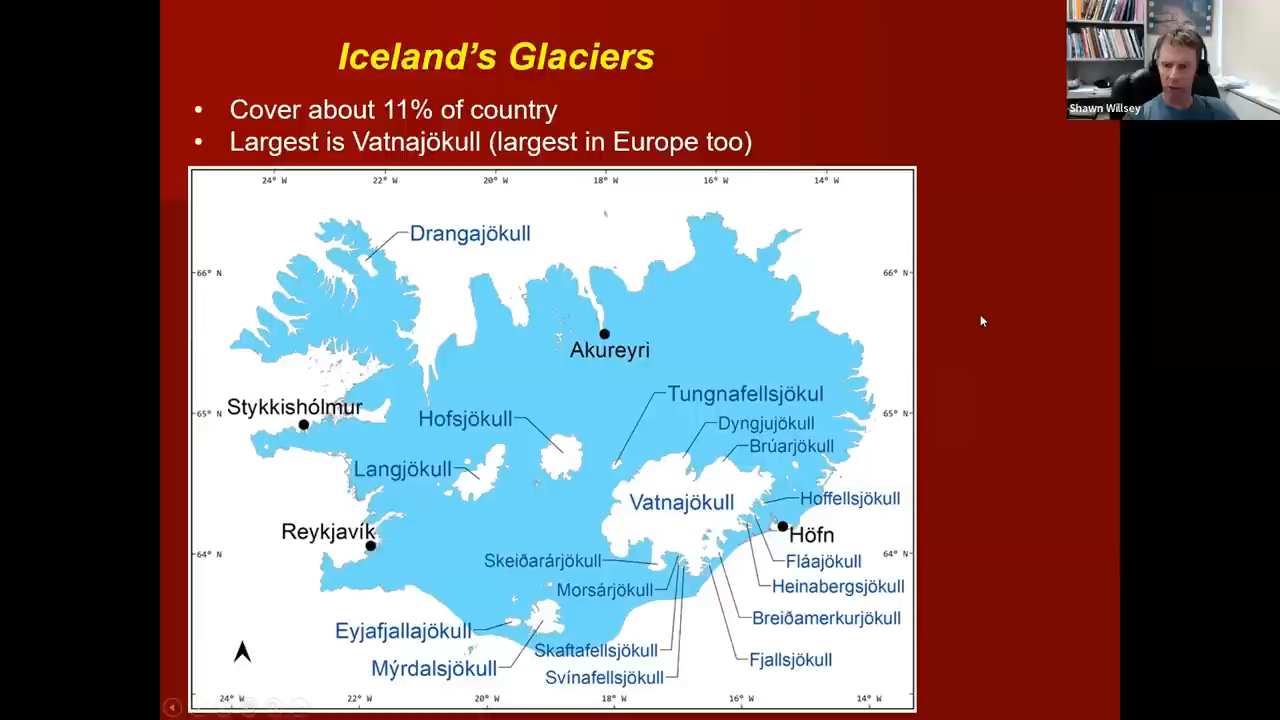 Iceland's Glaciers
• Cover about 11% of country
• Largest is Vatnajökull (largest in Europe too)
Shawn Willsey
24° W 22° W 20° W 18° W 16° W 14° W
Drangajökull
66° N 66° N
Akureyri
Tungnafellsjökul
65° N 65° N
Stykkishólmur
Hofsjökull
Dyngjujökull
Brúarjökull
Langjökull
Vatnajökull
Hoffellsjökull
Reykjavík
Höfn
64° N 64° N
Skeiðarárjökull
Fláajökull
Morsárjökull
Heinabergsjökull
Breiðamerkurjökull
Eyjafjallajökull
Skaftafellsjökull
Mýrdalsjökull
Fjallsjökull
Svínafellsjökull
24° W 22° W 20° W 18° W 16° W 14° W